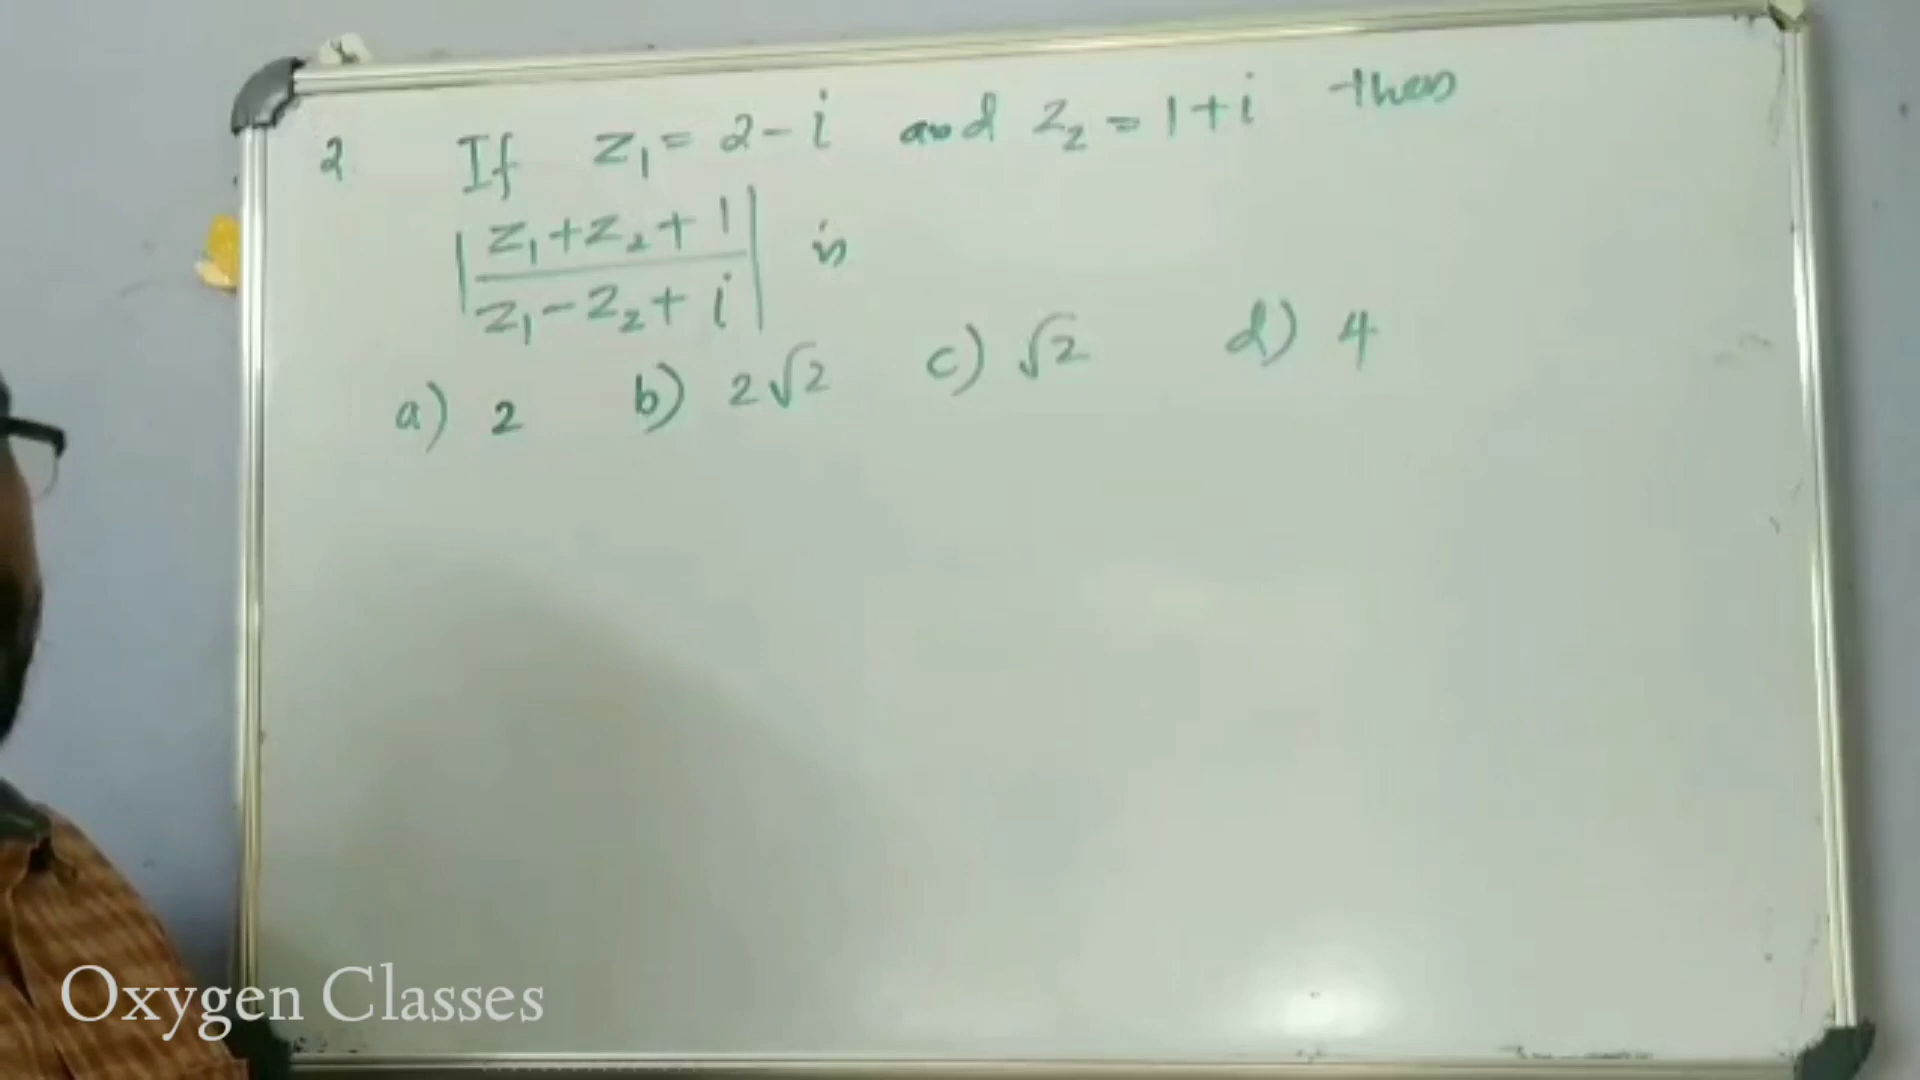 2 If z₁ = 2 - i and z₂ = 1 + i then
|z₁ + z₂ + 1 / z₁ - z₂ + i| is
a) 2 b) 2√2 c) √2 d) 4
Oxygen Classes